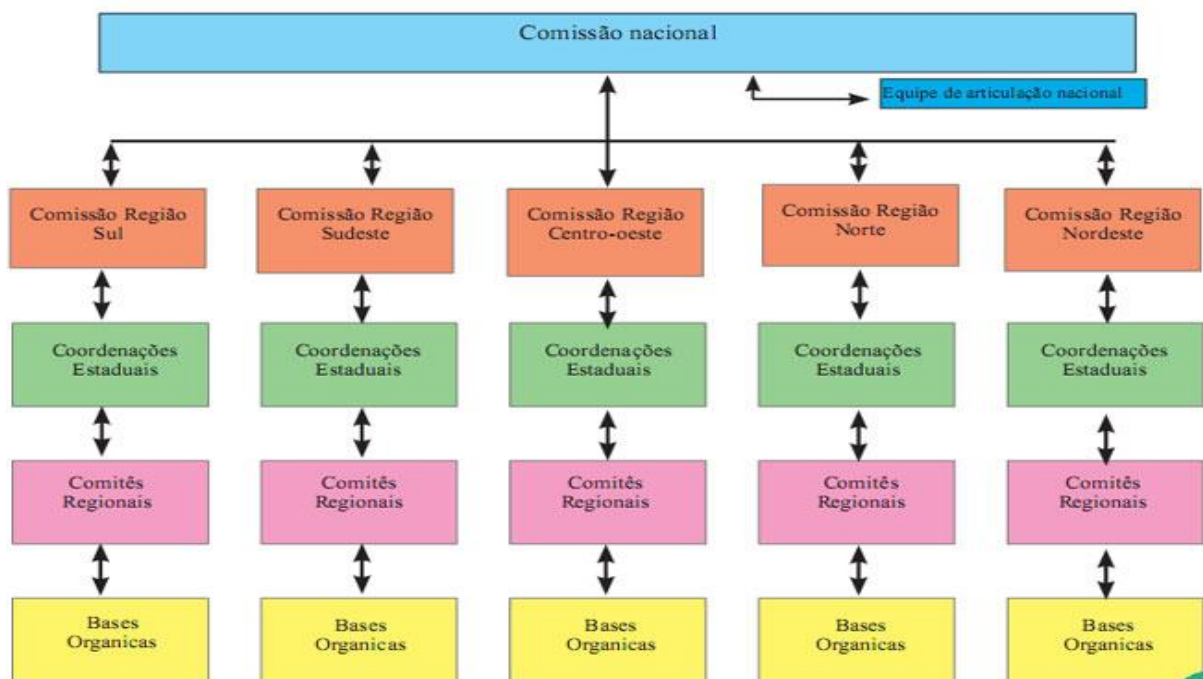 Comissão nacional
Equipe de articulação nacional
Comissão Região
Sul
Comissão Região
Sudeste
Comissão Região
Centro-oeste
Comissão Região
Norte
Comissão Região
Nordeste
Coordenações
Estaduais
Coordenações
Estaduais
Coordenações
Estaduais
Coordenações
Estaduais
Coordenações
Estaduais
Comitês
Regionais
Comitês
Regionais
Comitês
Regionais
Comitês
Regionais
Comitês
Regionais
Bases
Organicas
Bases
Organicas
Bases
Organicas
Bases
Organicas
Bases
Organicas